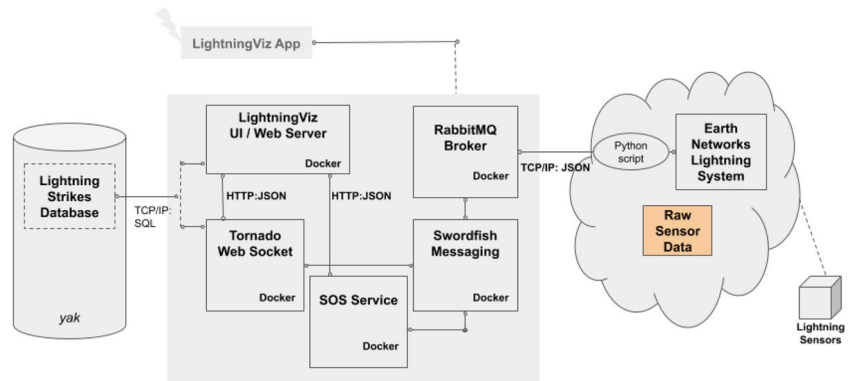 LightningViz App
LightningViz
UI / Web Server
Docker
RabbitMQ
Broker
Docker
Python
script
Earth
Networks
Lightning
System
TCP/IP: JSON
Lightning
Strikes
Database
TCP/IP:
SQL
HTTP:JSON
HTTP:JSON
Raw
Sensor
Data
Tornado
Web Socket
Docker
Swordfish
Messaging
Docker
SOS Service
Docker
yak
Lightning
Sensors